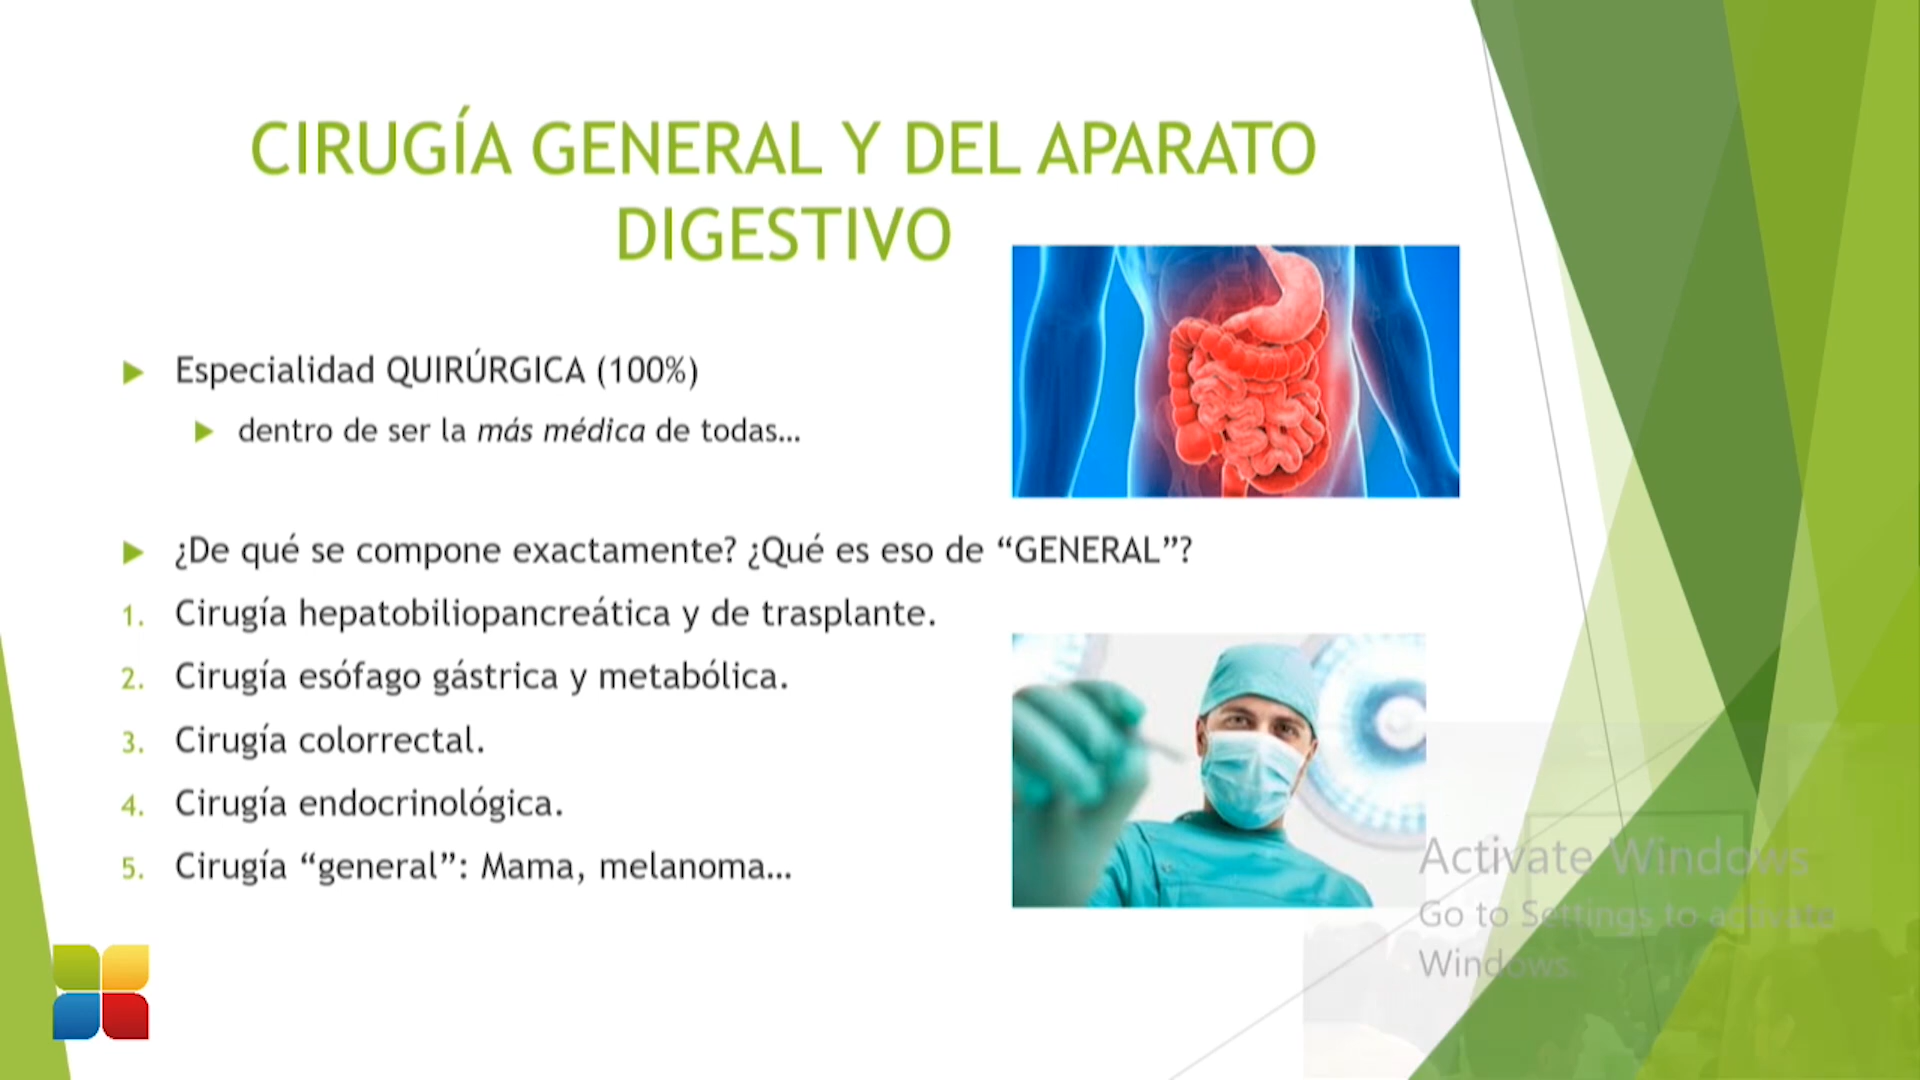 CIRUGÍA GENERAL Y DEL APARATO
DIGESTIVO
Especialidad QUIRÚRGICA (100%)
dentro de ser la más médica de todas...
¿De qué se compone exactamente? ¿Qué es eso de “GENERAL”?
1. Cirugía hepatobiliopancreática y de trasplante.
2. Cirugía esófago gástrica y metabólica.
3. Cirugía colorrectal.
4. Cirugía endocrinológica.
5. Cirugía “general”: Mama, melanoma...
Activate Windows
Go to Settings to activate
Windows.